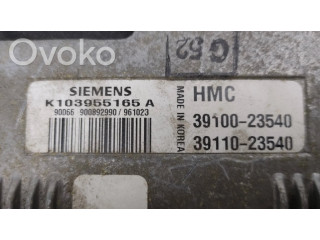 Ovoko
G52
SIEMENS
K103955165 A
90066 900892990 / 961023
MADE IN KOREA
HMC
39100-23540
39110-23540